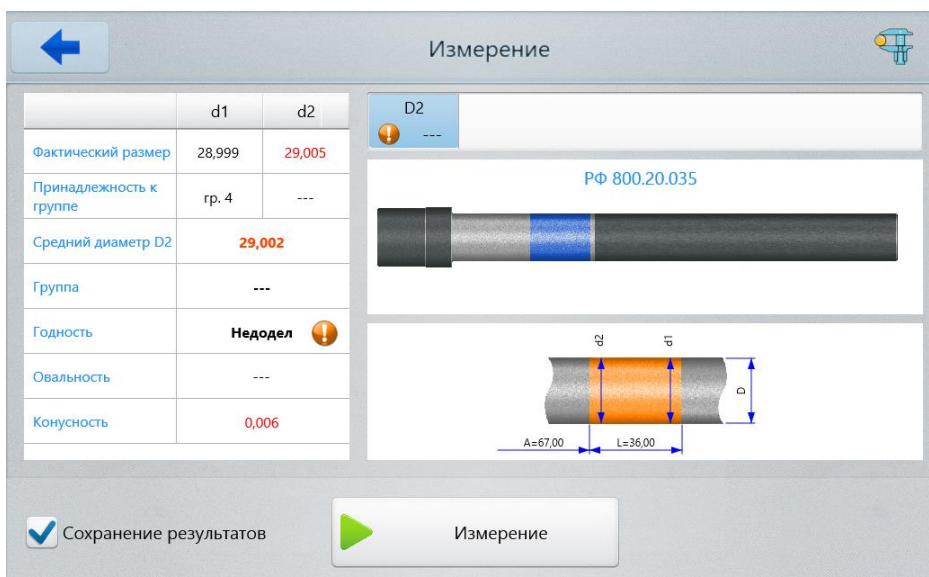 Измерение
d1 d2
Фактический размер 28,999 29,005
Принадлежность к
группе
гр. 4 ---
Средний диаметр D2 29,002
Группа ---
Годность Недодел
Овальность ---
Конусность 0,006
D2
---
РФ 800.20.035
d2 d1
D
A=67,00 L=36,00
Сохранение результатов
Измерение